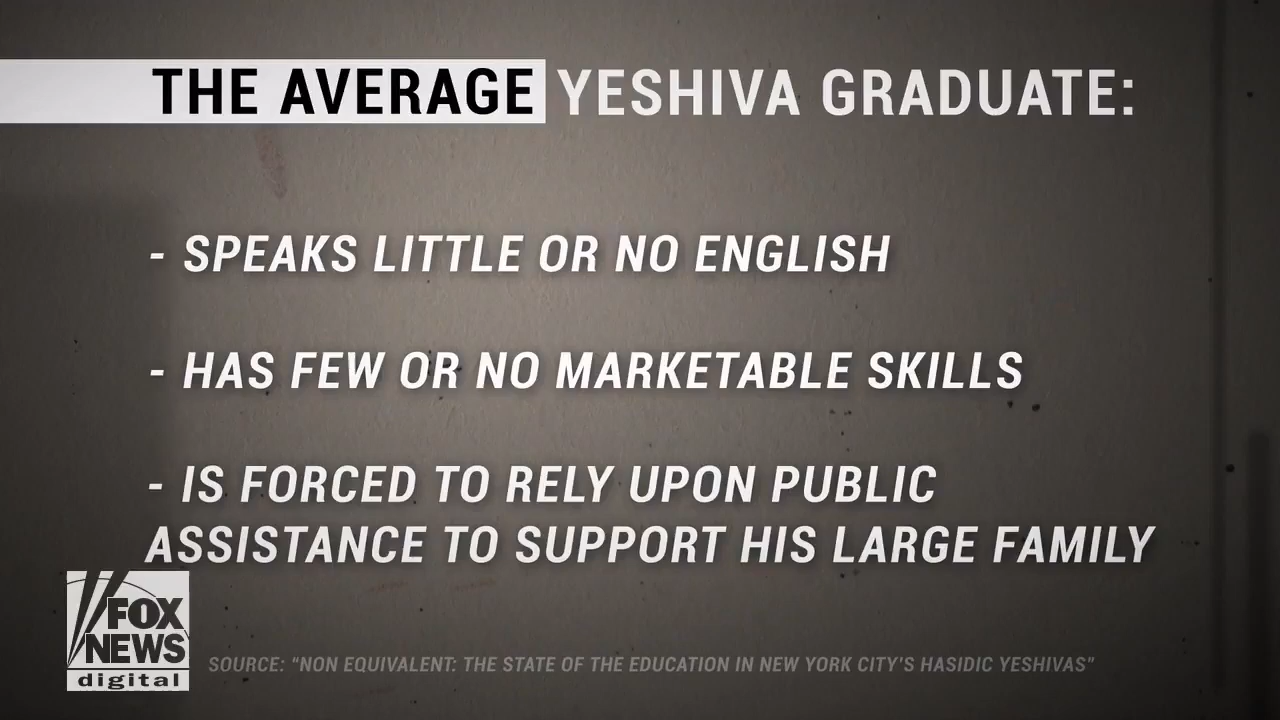 THE AVERAGE YESHIVA GRADUATE:
- SPEAKS LITTLE OR NO ENGLISH
- HAS FEW OR NO MARKETABLE SKILLS
- IS FORCED TO RELY UPON PUBLIC
ASSISTANCE TO SUPPORT HIS LARGE FAMILY
FOX
NEWS
digital
SOURCE: "NON EQUIVALENT: THE STATE OF THE EDUCATION IN NEW YORK CITY'S HASIDIC YESHIVAS"